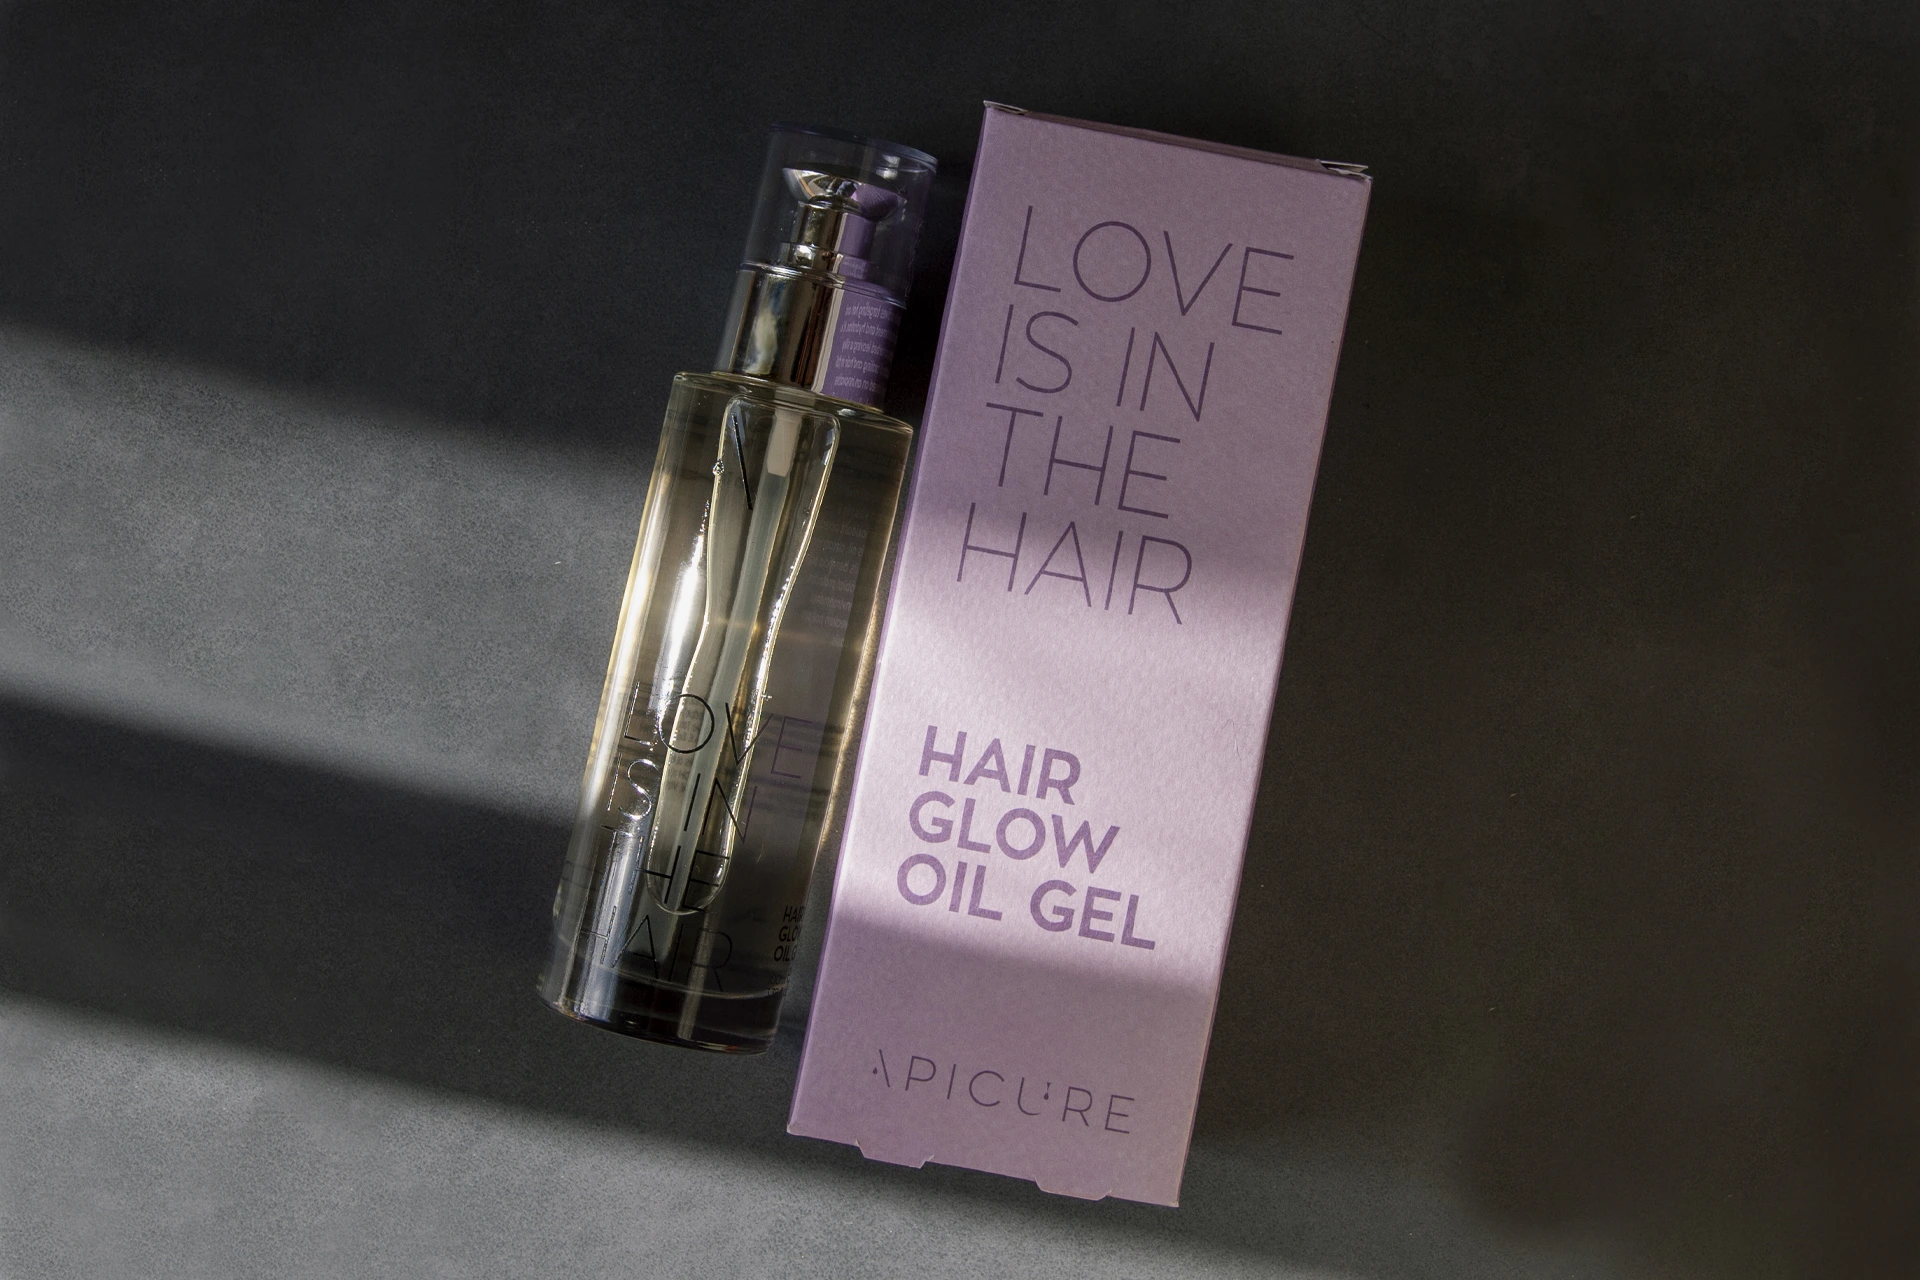 LOVE
IS IN
THE
HAIR
HAIR
GLOW
OIL GEL
APICURE
LOVE
IS IN
THE
HAIR